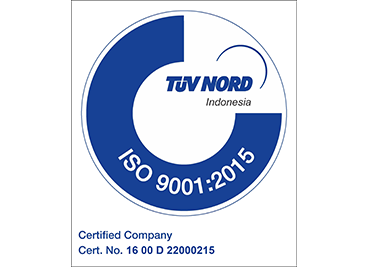 TÜV NORD
Indonesia
ISO 9001:2015
Certified Company
Cert. No. 16 00 D 22000215